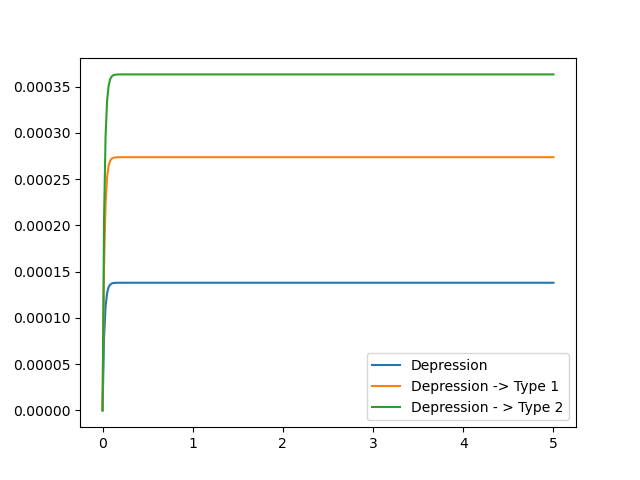 0.00035
0.00030
0.00025
0.00020
0.00015
0.00010
0.00005
0.00000
Depression
Depression -> Type 1
Depression - > Type 2
0 1 2 3 4 5